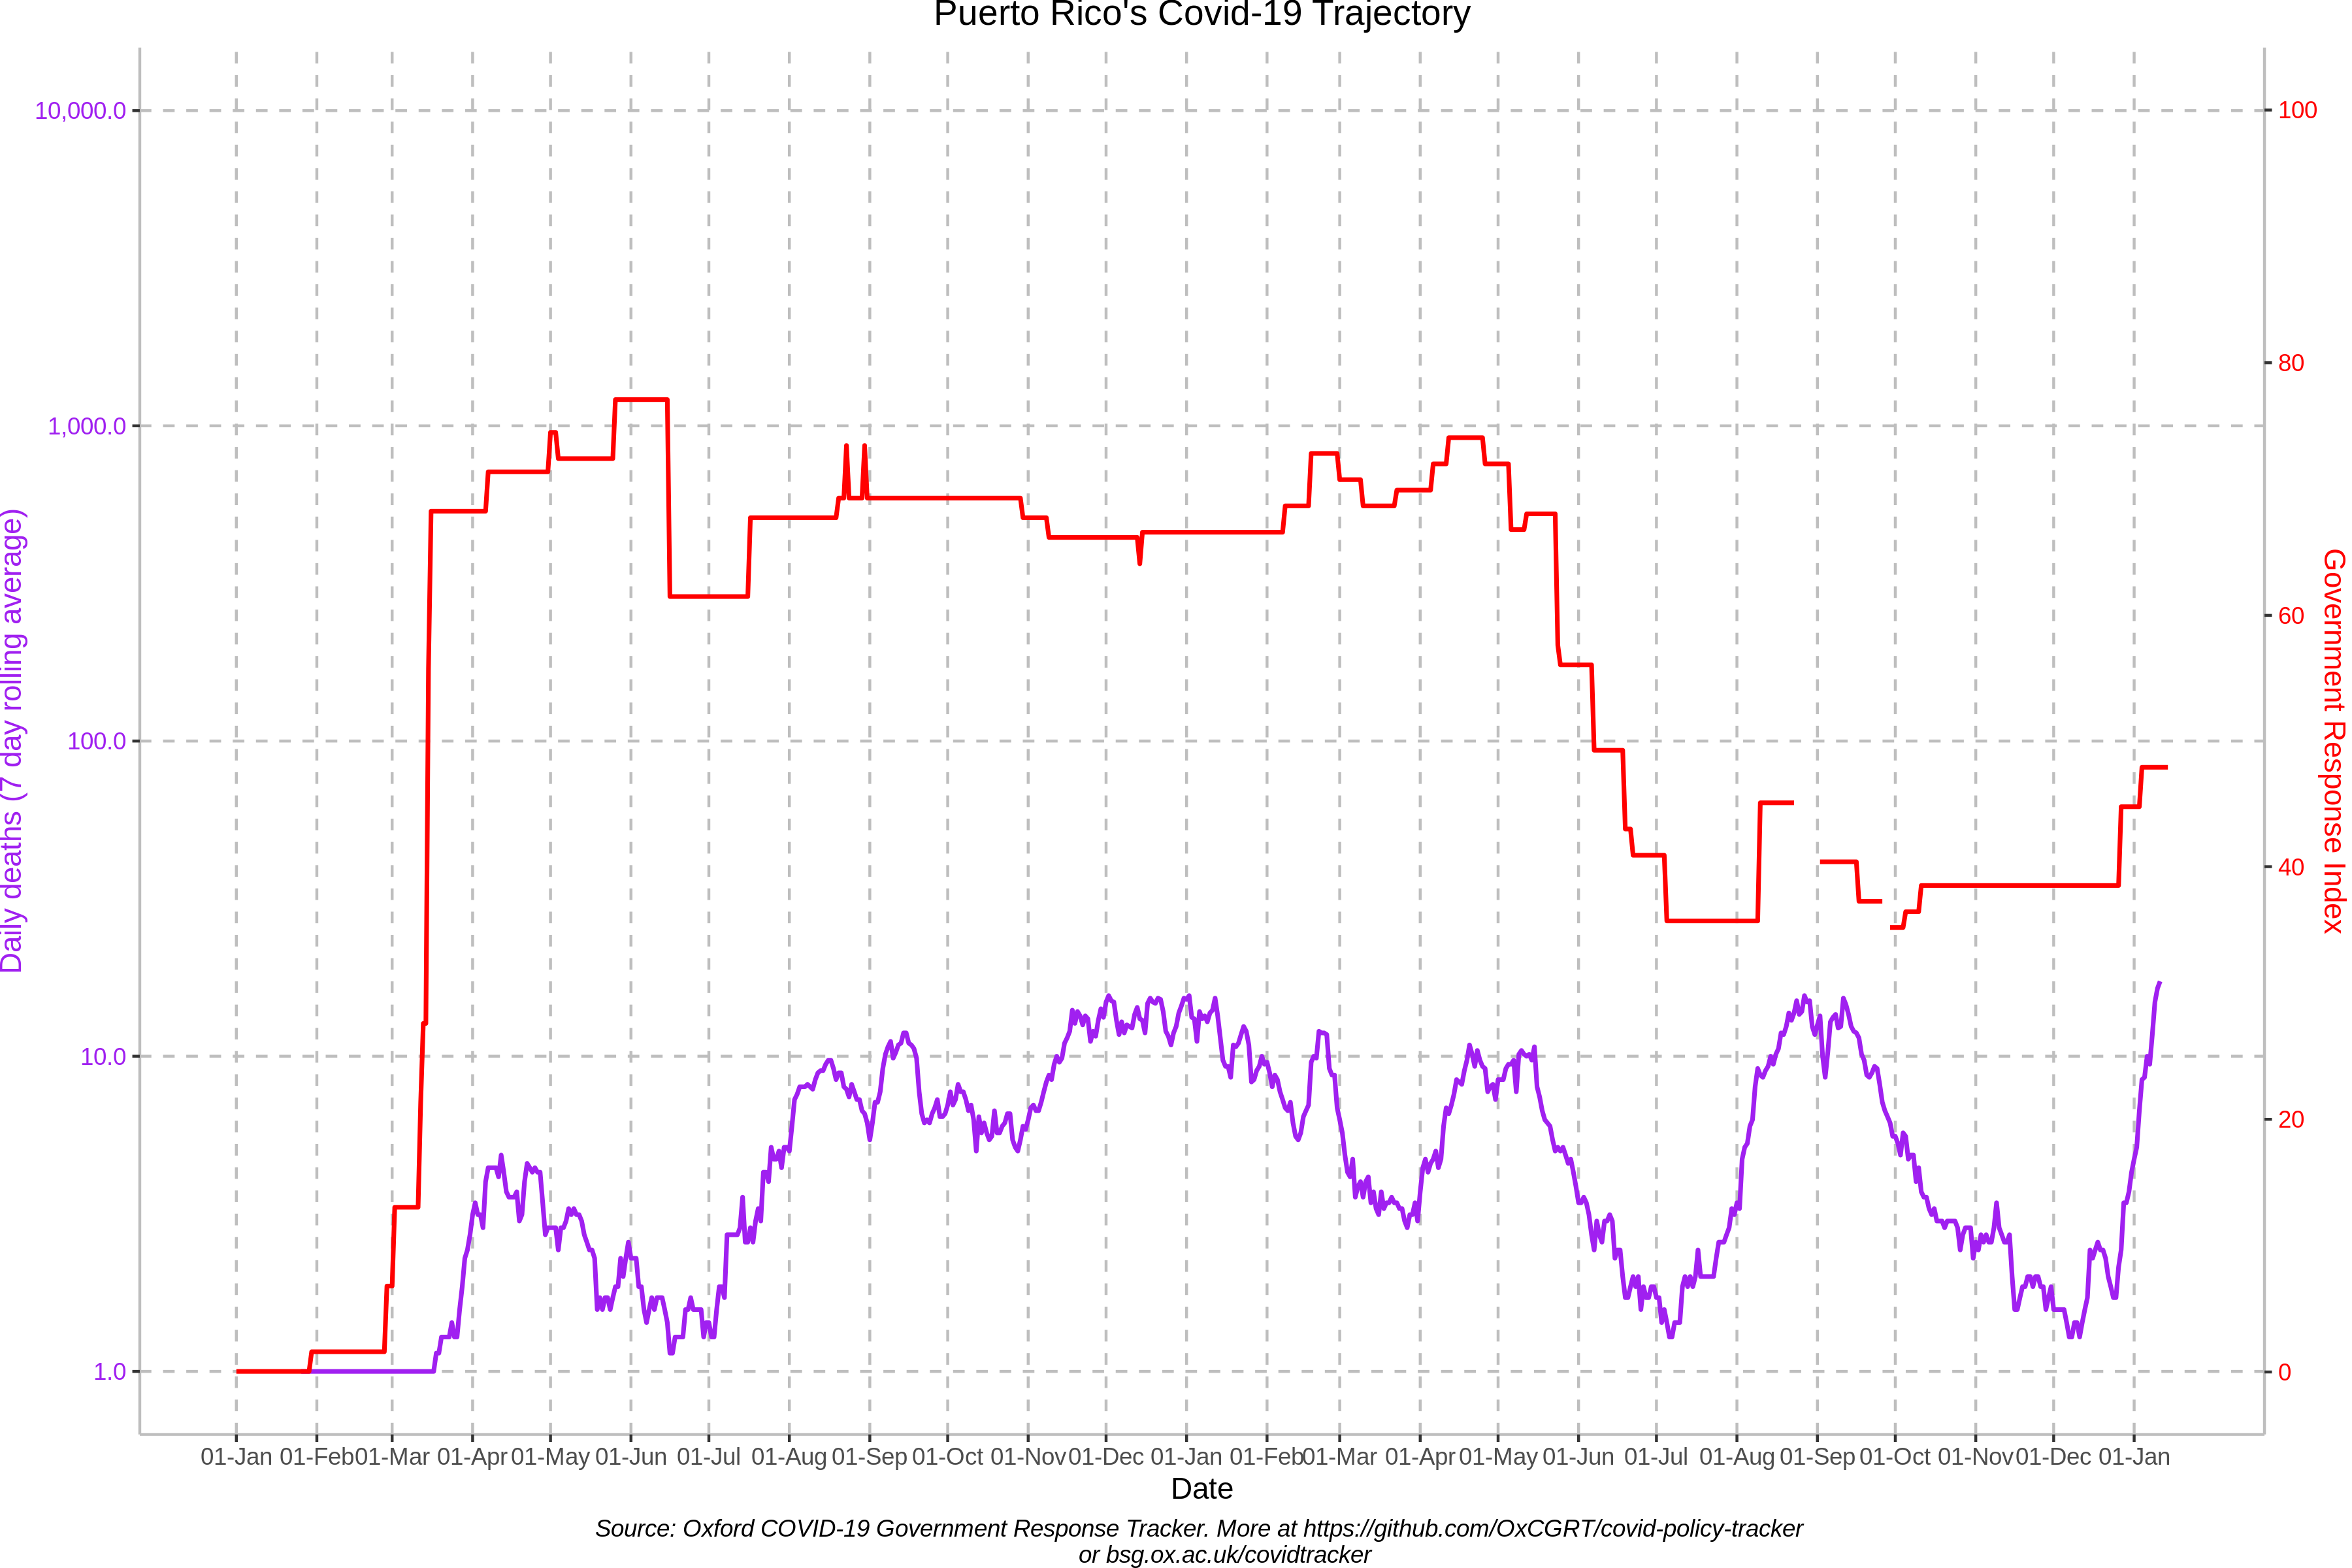 Puerto Rico's Covid-19 Trajectory
Daily deaths (7 day rolling average)
10,000.0
1,000.0
100.0
10.0
1.0
100
80
60
40
20
0
Government Response Index
01-Jan 01-Feb 01-Mar 01-Apr 01-May 01-Jun 01-Jul 01-Aug 01-Sep 01-Oct 01-Nov 01-Dec 01-Jan 01-Feb 01-Mar 01-Apr 01-May 01-Jun 01-Jul 01-Aug 01-Sep 01-Oct 01-Nov 01-Dec 01-Jan
Date
Source: Oxford COVID-19 Government Response Tracker. More at https://github.com/OxCGRT/covid-policy-tracker
or bsg.ox.ac.uk/covidtracker